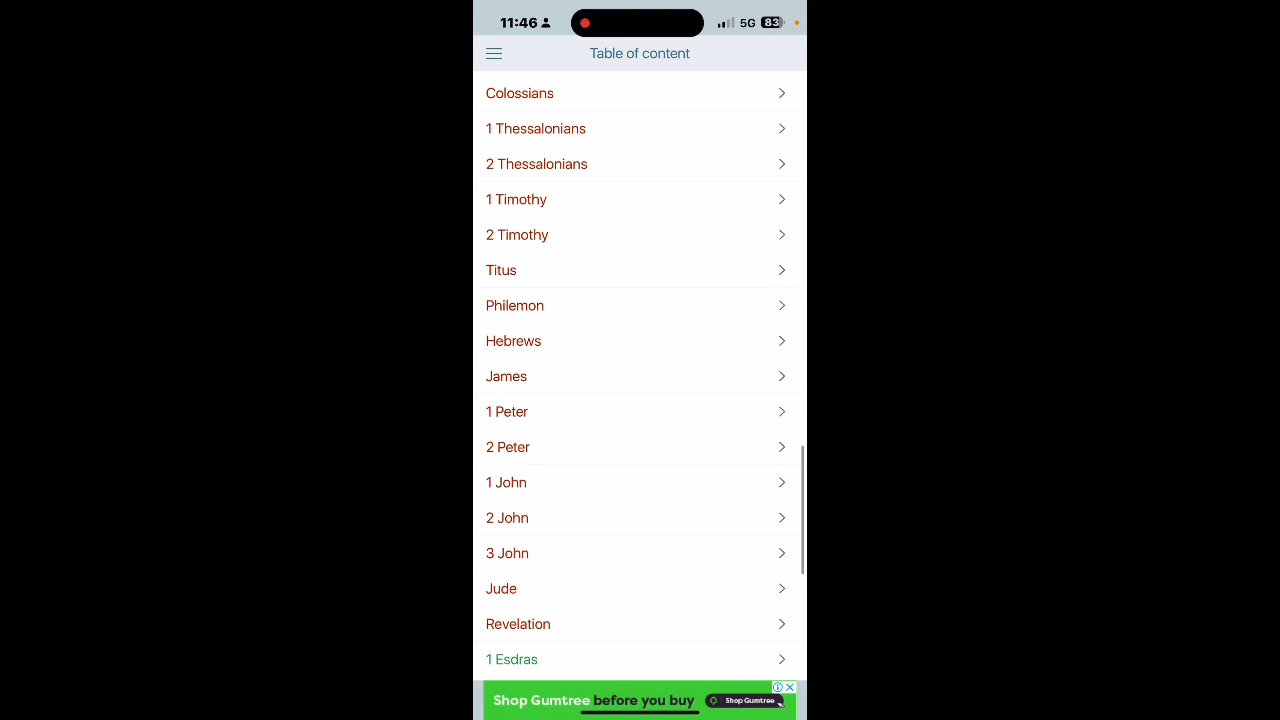 11:46
5G
83
Table of content
Colossians
1 Thessalonians
2 Thessalonians
1 Timothy
2 Timothy
Titus
Philemon
Hebrews
James
1 Peter
2 Peter
1 John
2 John
3 John
Jude
Revelation
1 Esdras
Shop Gumtree before you buy
Shop Gumtree